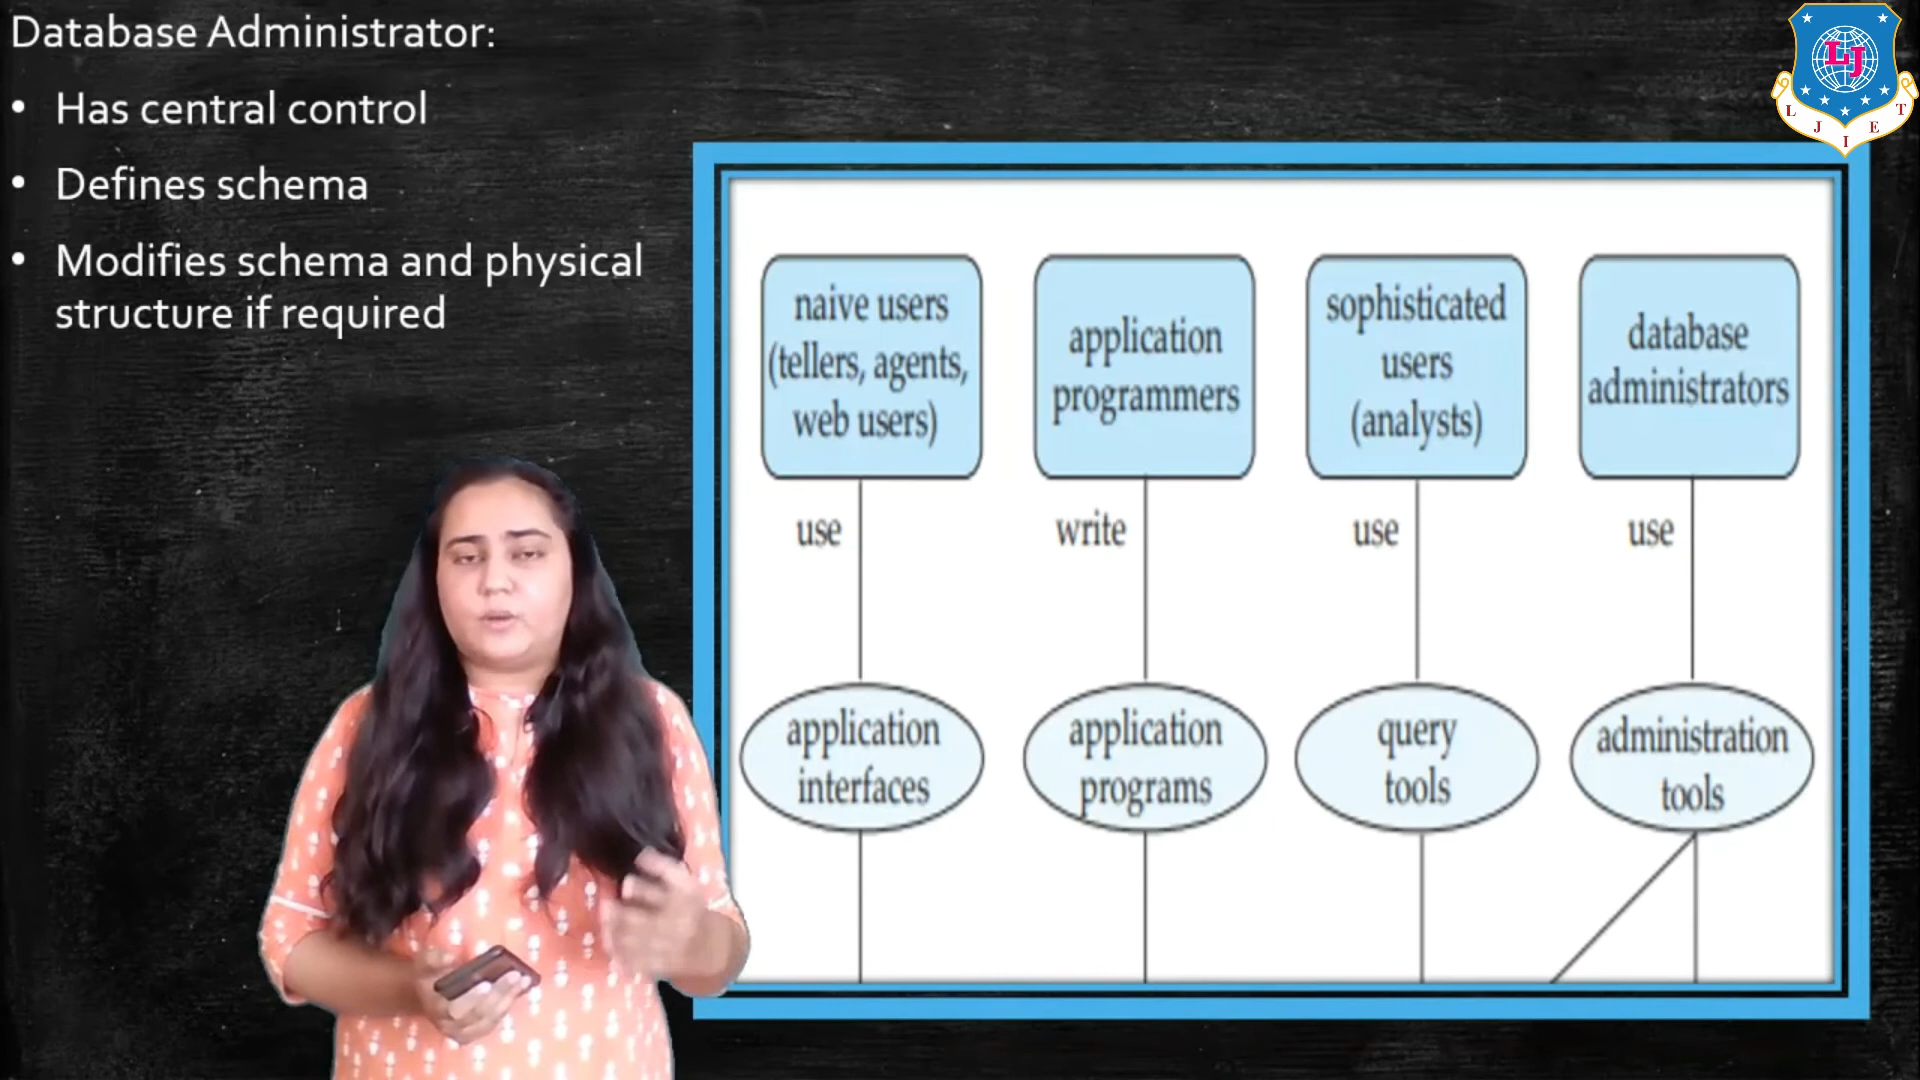 Database Administrator:
• Has central control
• Defines schema
• Modifies schema and physical
structure if required
LJ
L J I E T
naive users
(tellers, agents,
web users)
application
programmers
sophisticated
users
(analysts)
database
administrators
use
write
use
use
application
interfaces
application
programs
query
tools
administration
tools